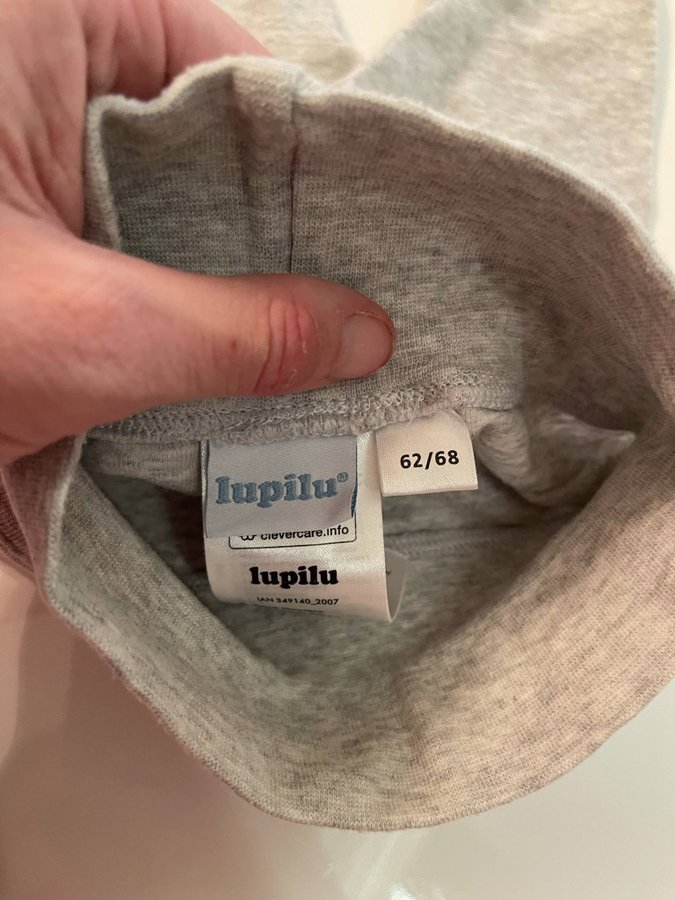 lupilu®
62/68
clevercare.info
lupilu
IAN 349140_2007